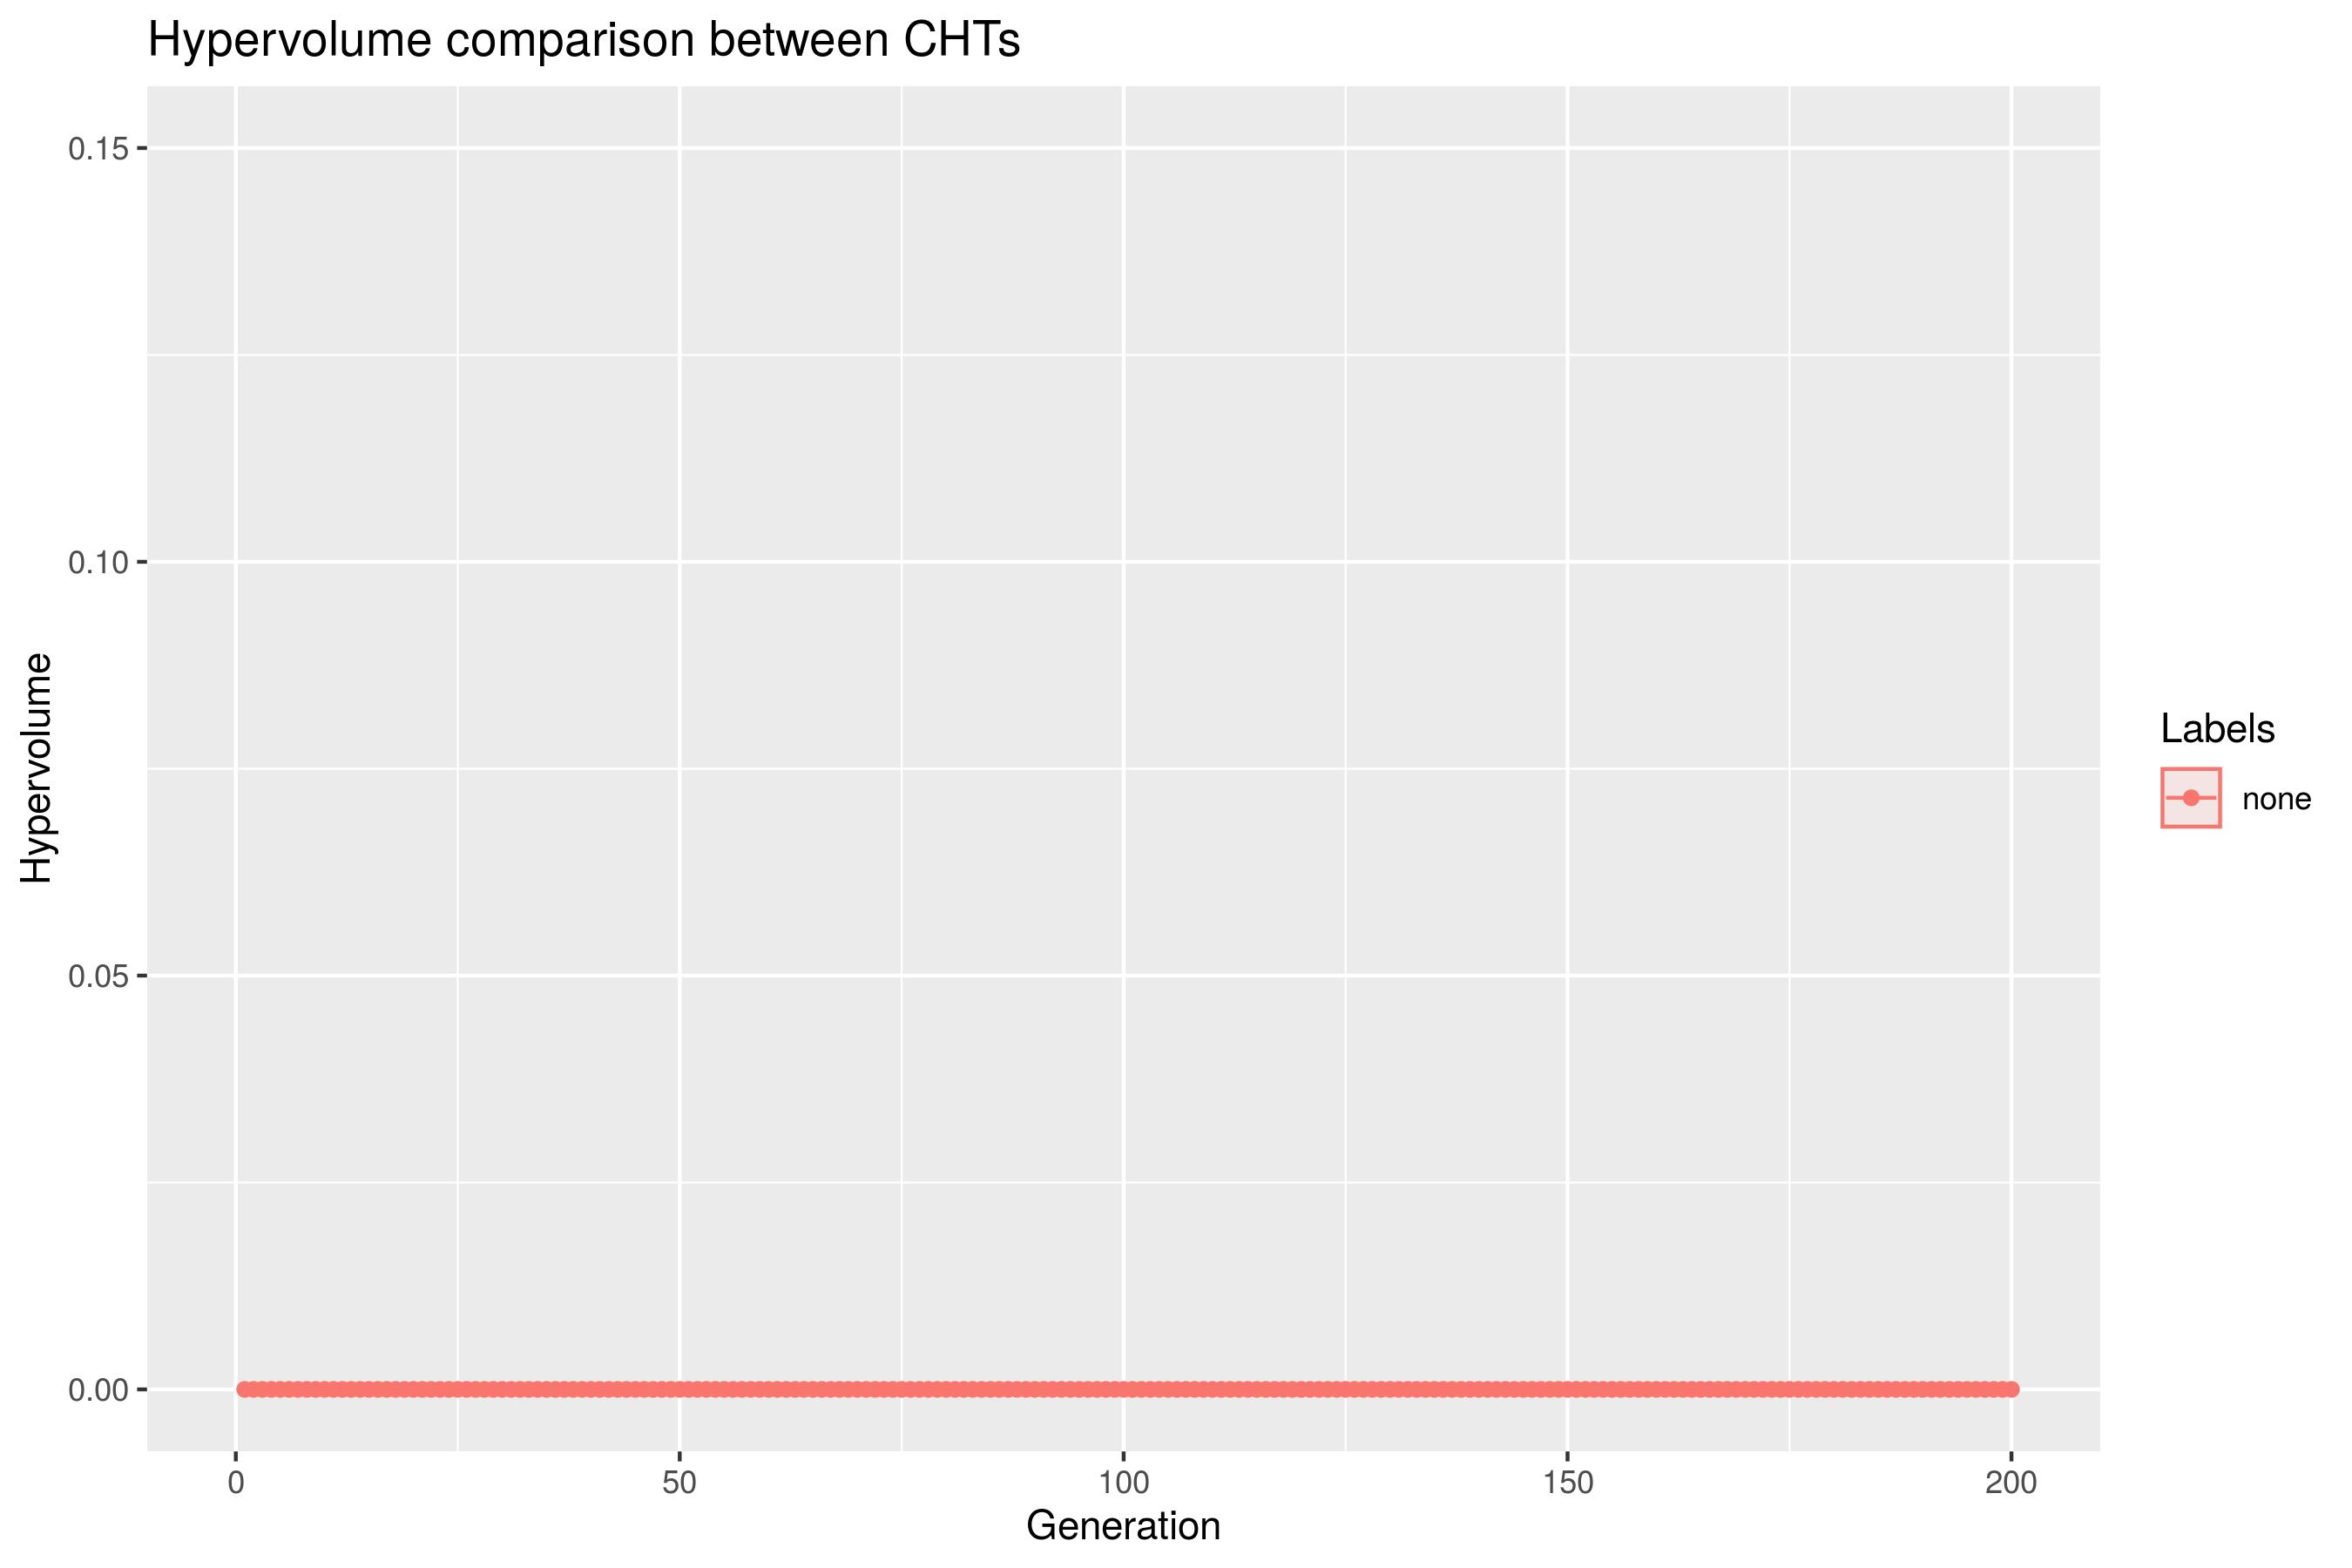 Hypervolume comparison between CHTs
0.15
0.10
0.05
0.00
Hypervolume
0
50
100
150
200
Generation
Labels
none